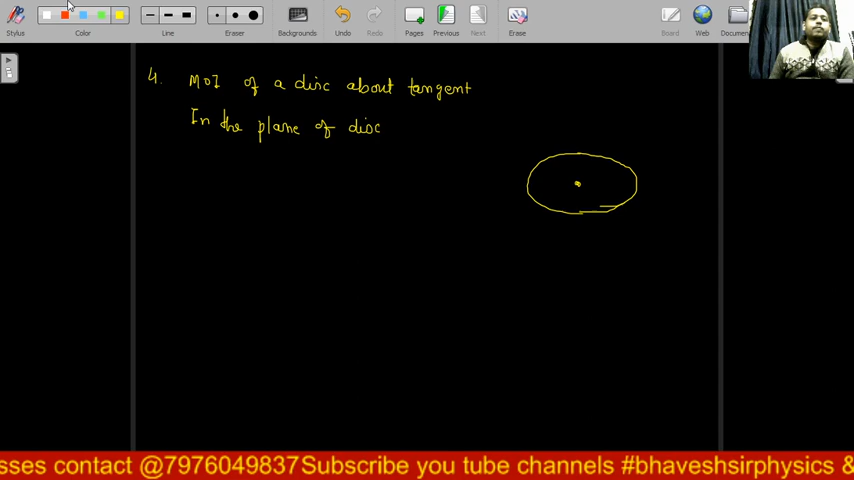 Stylus
Color
Line
Eraser
Backgrounds
Undo
Redo
Pages
Previous
Next
Erase
Board
Web
Documen
4. MOI of a disc about tangent
In the plane of disc
sses contact @7976049837Subscribe you tube channels #bhaveshsirphysics &